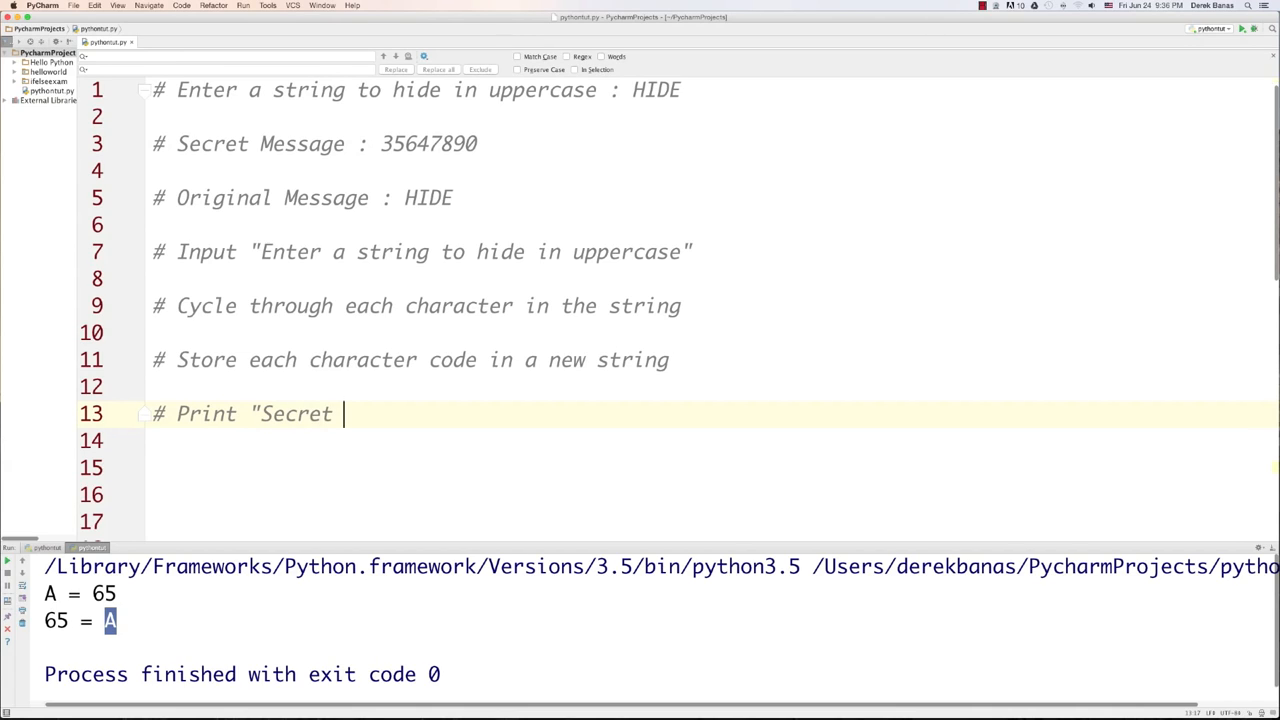 PyCharm File Edit View Navigate Code Refactor Run Tools VCS Window Help 10 Fri Jun 24 9:36 PM Derek Banas
pythontut.py - PycharmProjects - [~/PycharmProjects]
PycharmProjects pythontut.py pythontut
pythontut.py
PycharmProject
Hello Python
helloworld
ifelseexam
pythontut.py
External Librarie
Match Case Regex Words
Replace Replace all Exclude Preserve Case In Selection
1 # Enter a string to hide in uppercase : HIDE
2
3 # Secret Message : 35647890
4
5 # Original Message : HIDE
6
7 # Input "Enter a string to hide in uppercase"
8
9 # Cycle through each character in the string
10
11 # Store each character code in a new string
12
13 # Print "Secret
14
15
16
17
Run: pythontut pythontut
/Library/Frameworks/Python.framework/Versions/3.5/bin/python3.5 /Users/derekbanas/PycharmProjects/pytho
A = 65
65 = A
Process finished with exit code 0
13:17 LF UTF-8